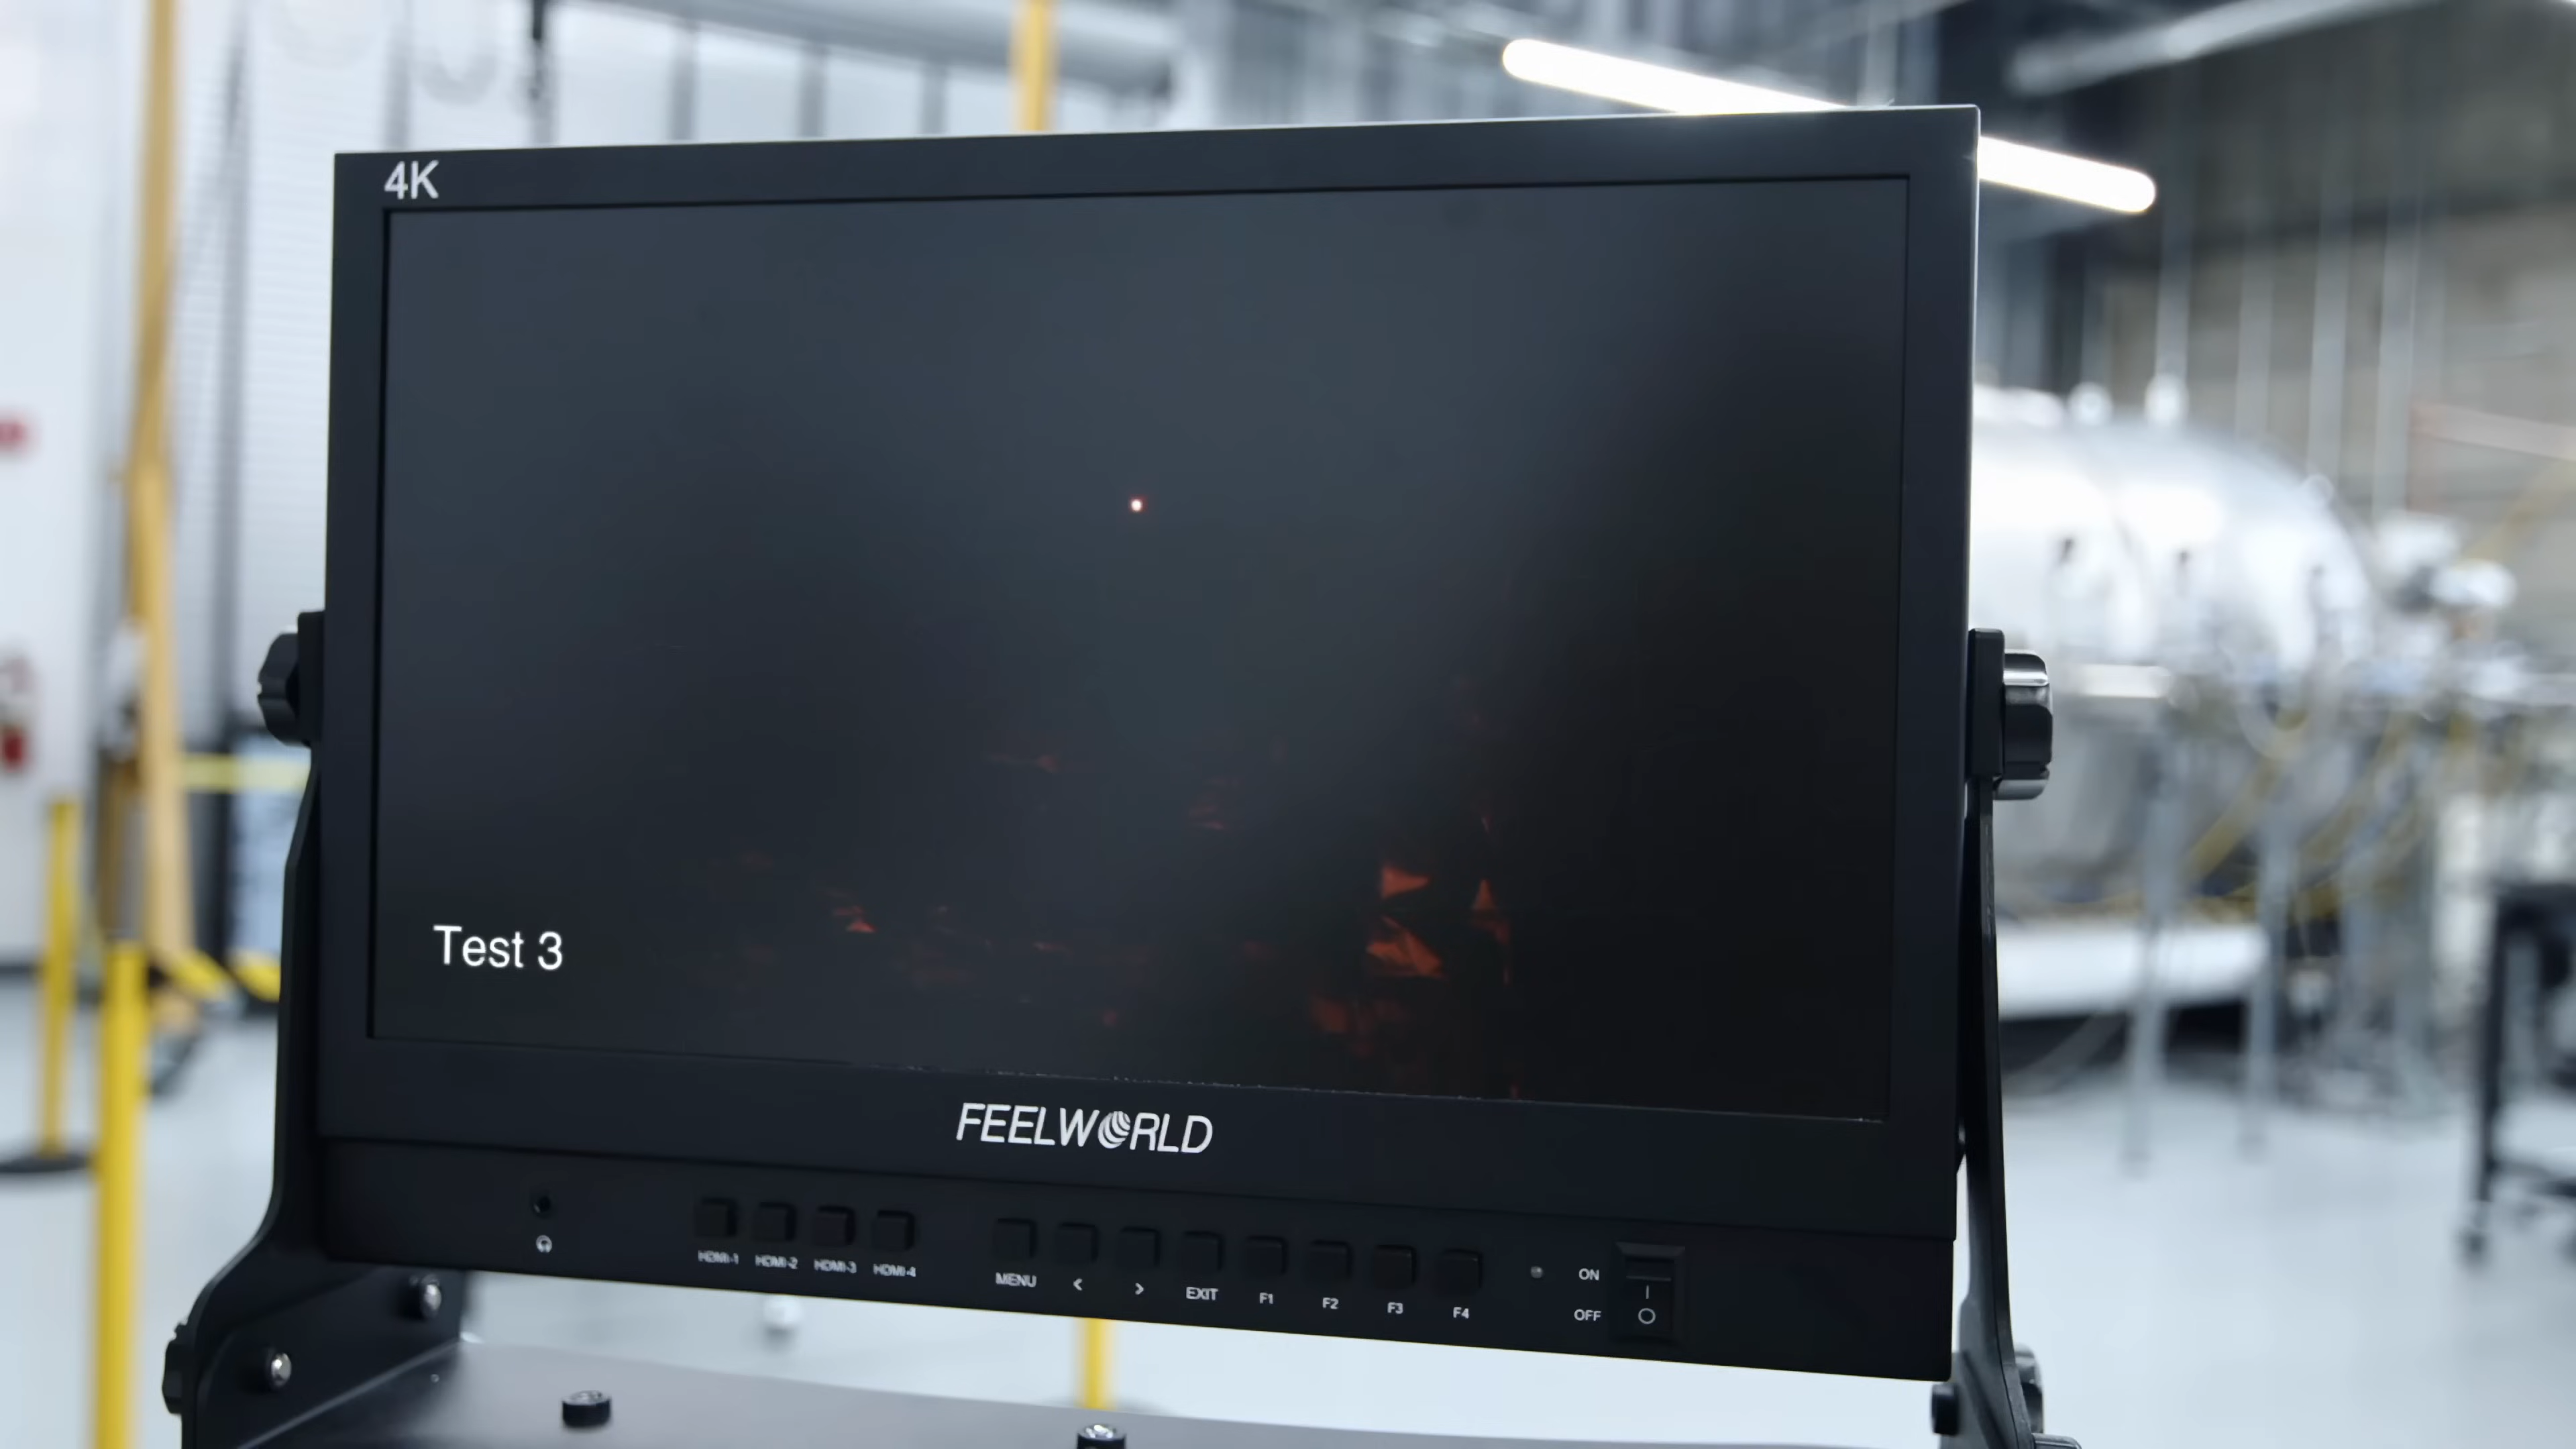 4K
Test 3
FEELWORLD
HDMI-1 HDMI-2 HDMI-3 HDMI-4
MENU < > EXIT F1 F2 F3 F4
ON
OFF